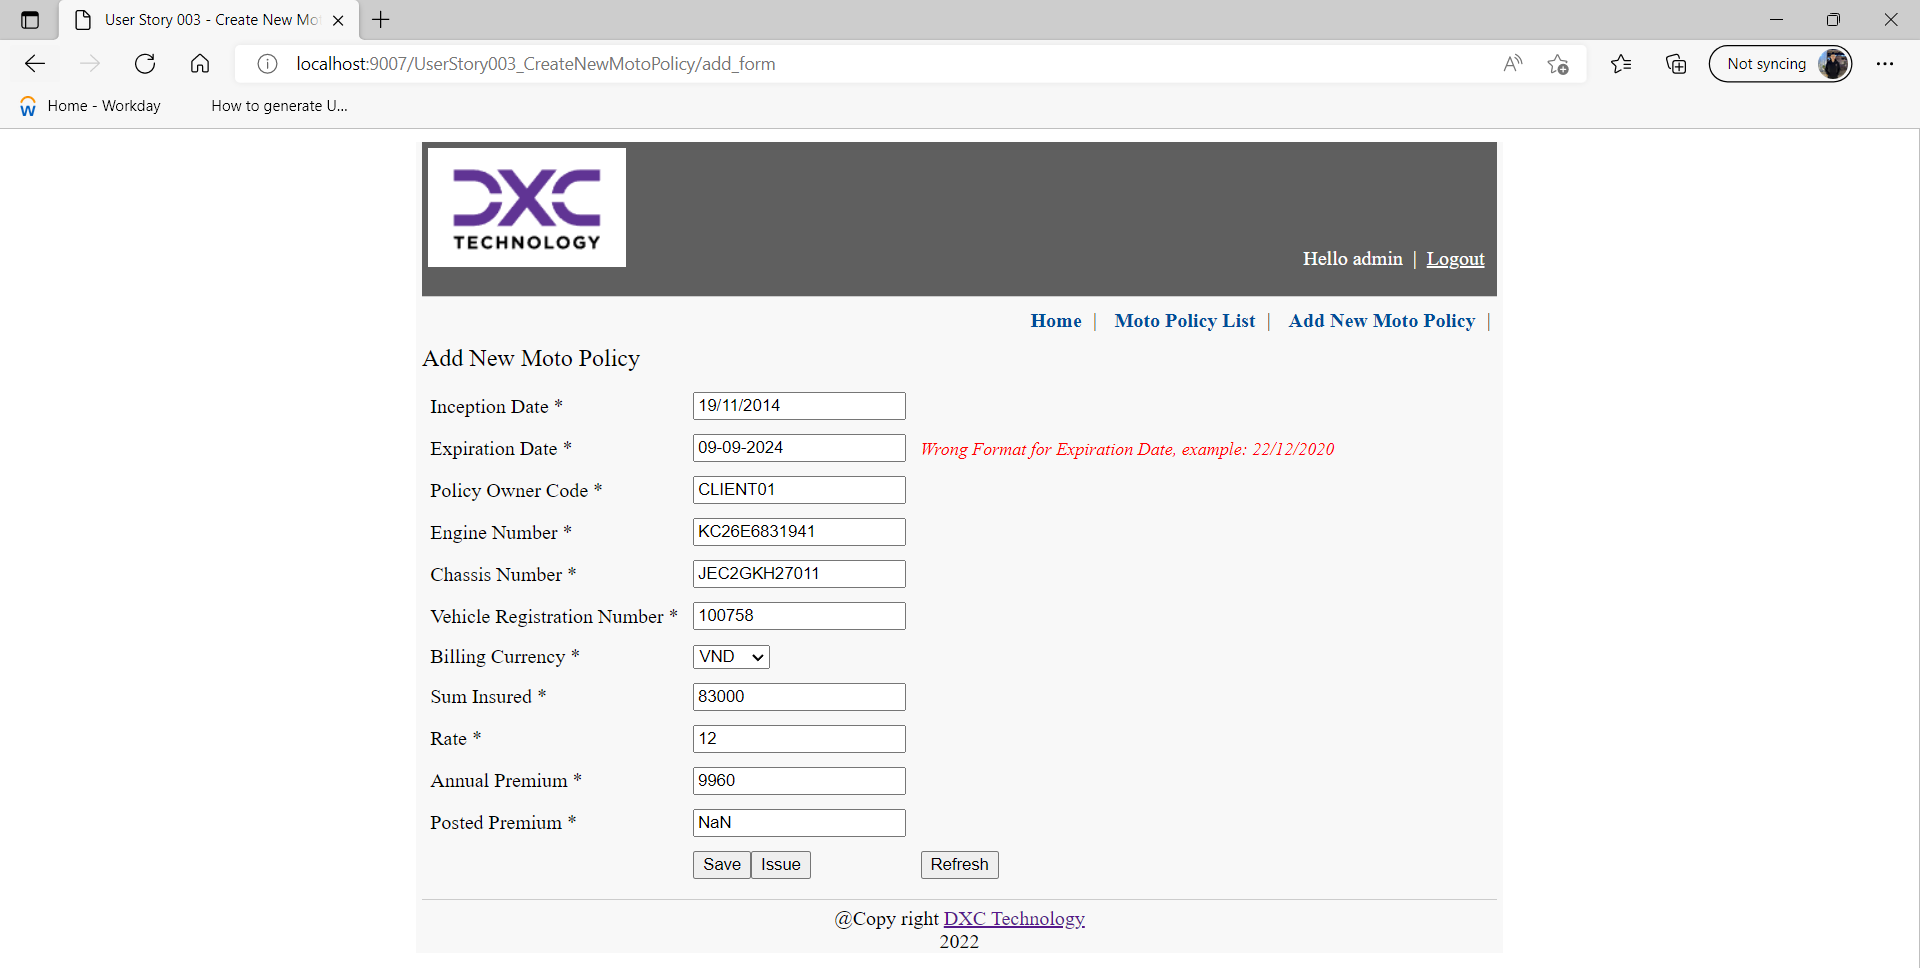 User Story 003 - Create New Mo
localhost:9007/UserStory003_CreateNewMotoPolicy/add_form
Not syncing
Home - Workday
How to generate U...
DXC
TECHNOLOGY
Hello admin | Logout
Home | Moto Policy List | Add New Moto Policy |
Add New Moto Policy
Inception Date * 19/11/2014
Expiration Date * 09-09-2024 Wrong Format for Expiration Date, example: 22/12/2020
Policy Owner Code * CLIENT01
Engine Number * KC26E6831941
Chassis Number * JEC2GKH27011
Vehicle Registration Number * 100758
Billing Currency * VND
Sum Insured * 83000
Rate * 12
Annual Premium * 9960
Posted Premium * NaN
Save Issue Refresh
@Copy right DXC Technology
2022